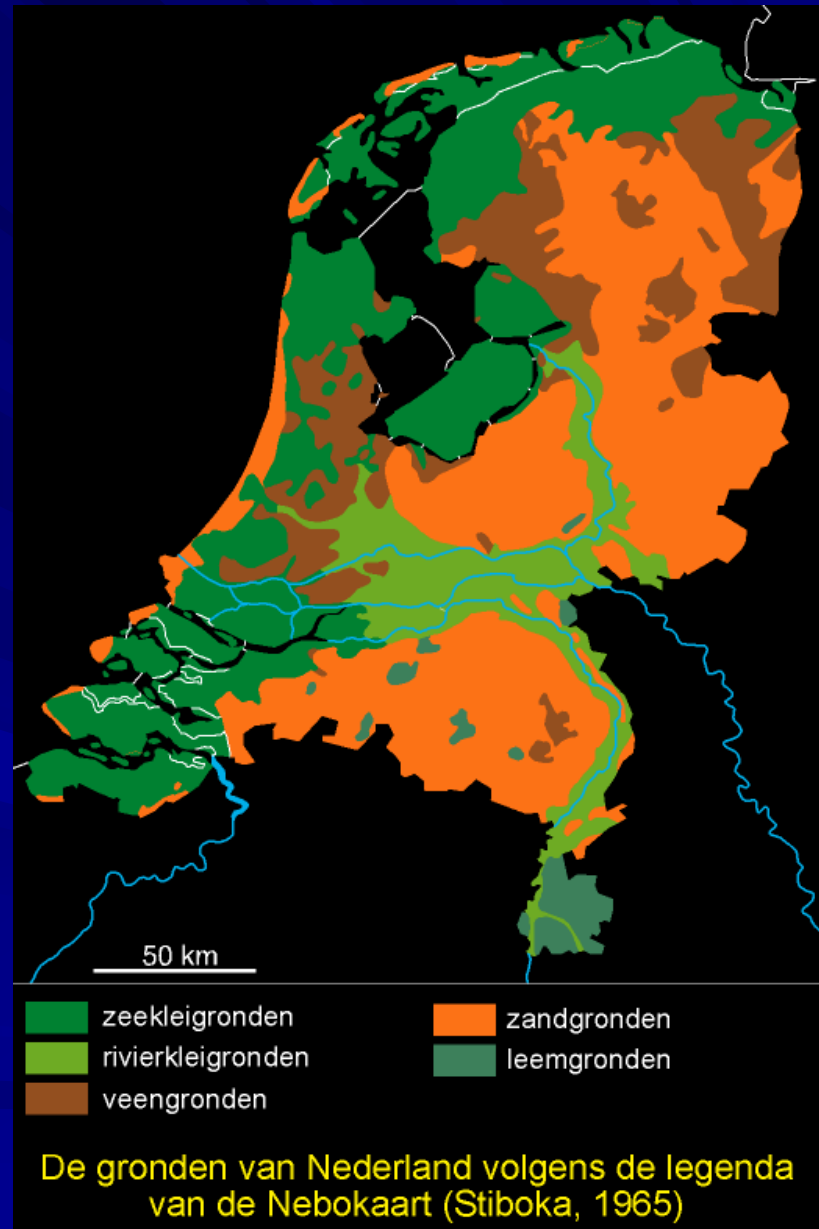 50 km
zeekleigronden
rivierkleigronden
veengronden
zandgronden
leemgronden
De gronden van Nederland volgens de legenda
van de Nebokaart (Stiboka, 1965)